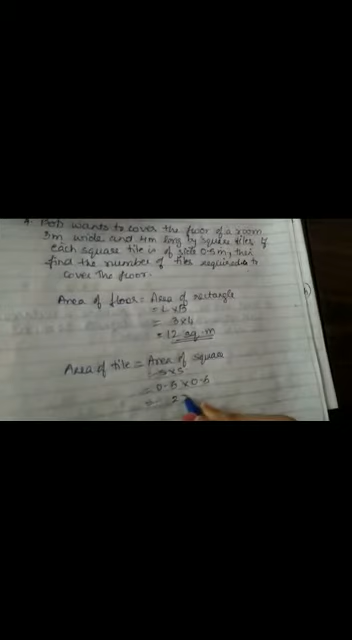 Bob wants to cover the floor of a room
3m wide and 4m long by square tiles. If
each square tile is of side 0.5m, then
find the number of tiles required to
cover the floor.
Area of floor = Area of rectangle
= L x B
= 3 x 4
= 12 sq.m
Area of tile = Area of square
= S x S
= 0.5 x 0.5
= 2